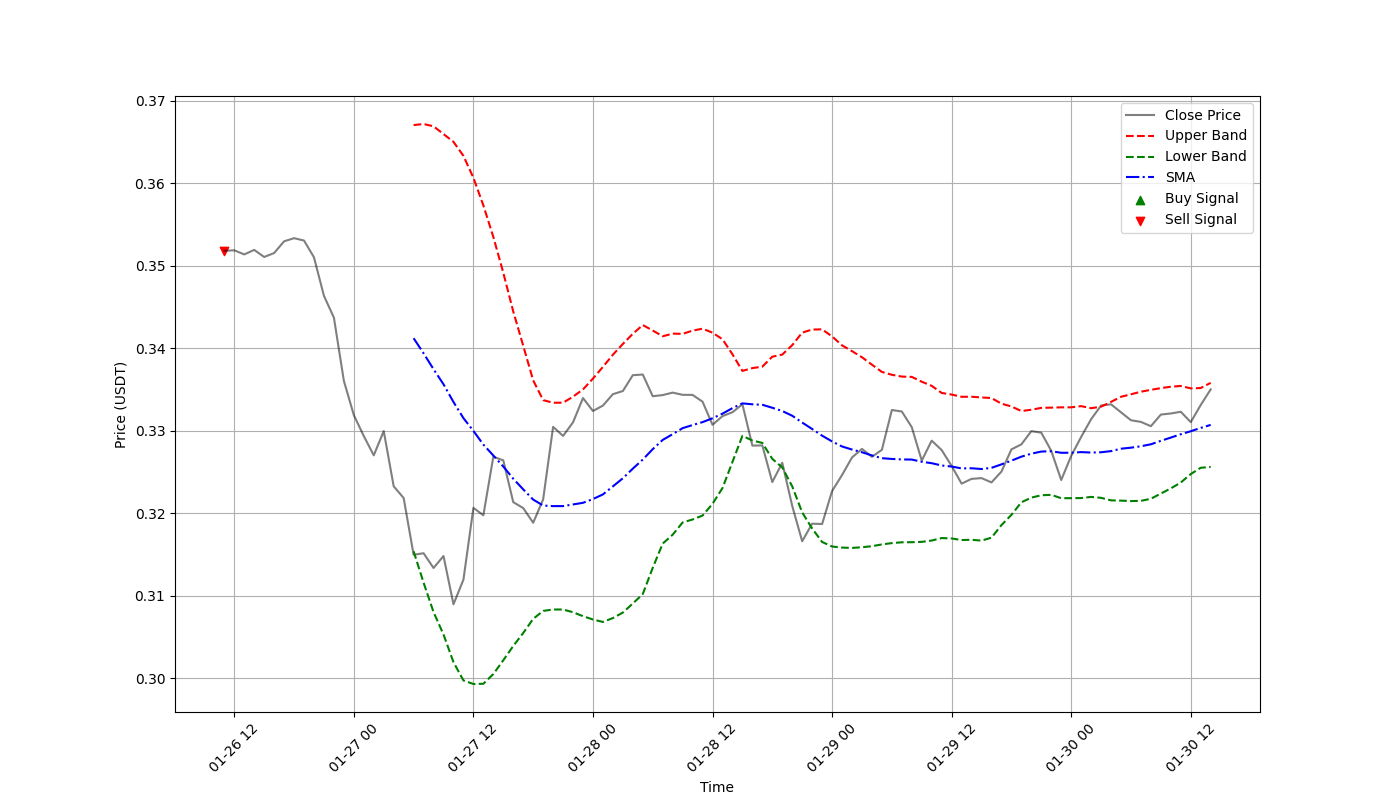 0.37
0.36
0.35
0.34
0.33
0.32
0.31
0.30
Price (USDT)
Close Price
Upper Band
Lower Band
SMA
Buy Signal
Sell Signal
01-26 12
01-27 00
01-27 12
01-28 00
01-28 12
01-29 00
01-29 12
01-30 00
01-30 12
Time